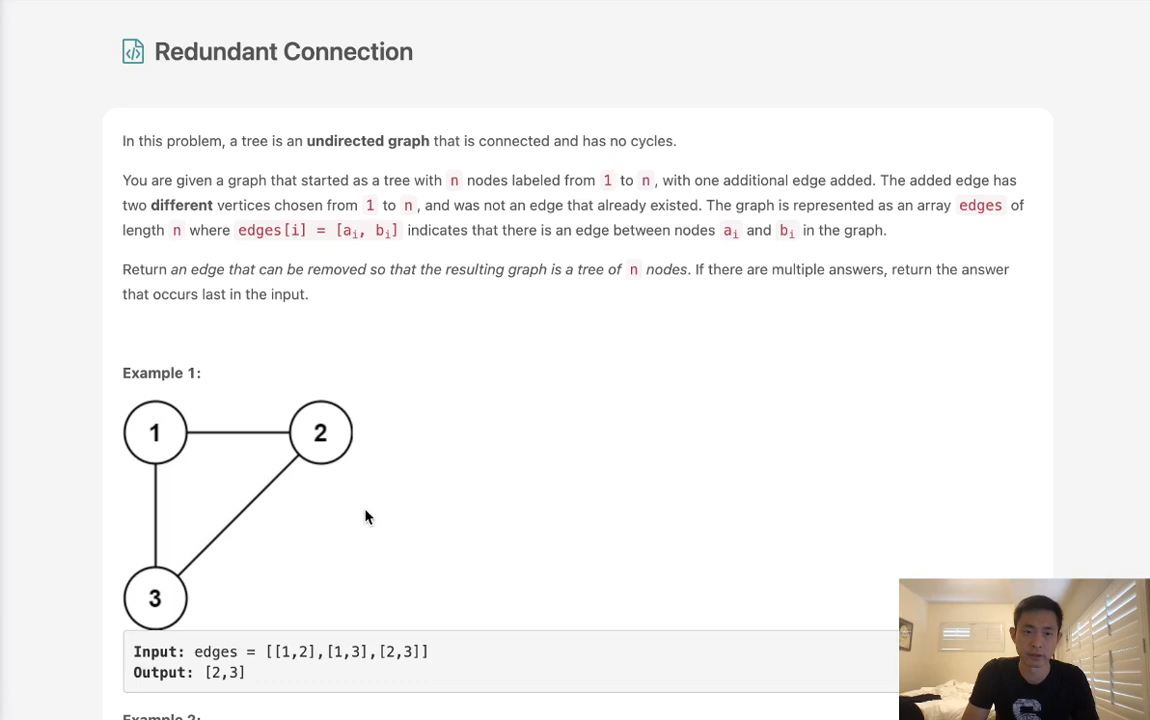 Redundant Connection
In this problem, a tree is an undirected graph that is connected and has no cycles.
You are given a graph that started as a tree with n nodes labeled from 1 to n, with one additional edge added. The added edge has
two different vertices chosen from 1 to n, and was not an edge that already existed. The graph is represented as an array edges of
length n where edges[i] = [aᵢ, bᵢ] indicates that there is an edge between nodes aᵢ and bᵢ in the graph.
Return an edge that can be removed so that the resulting graph is a tree of n nodes. If there are multiple answers, return the answer
that occurs last in the input.
Example 1:
1 2
3
Input: edges = [[1,2],[1,3],[2,3]]
Output: [2,3]
Example 2: